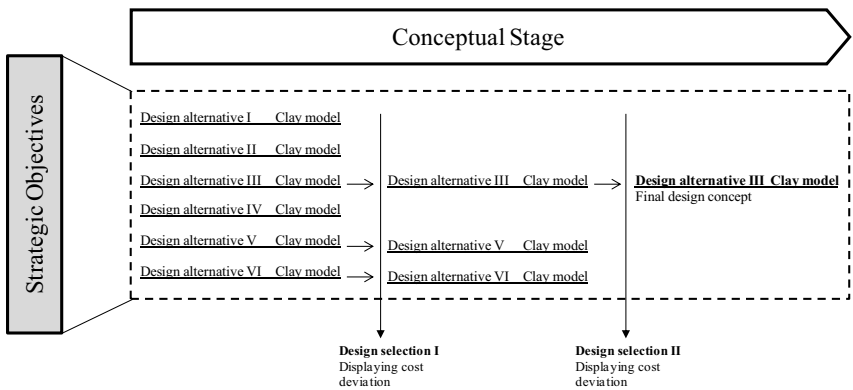 Conceptual Stage
Strategic Objectives
Design alternative I Clay model
Design alternative II Clay model
Design alternative III Clay model
Design alternative III Clay model
Design alternative III Clay model
Final design concept
Design alternative IV Clay model
Design alternative V Clay model
Design alternative V Clay model
Design alternative VI Clay model
Design alternative VI Clay model
Design selection I
Displaying cost
deviation
Design selection II
Displaying cost
deviation